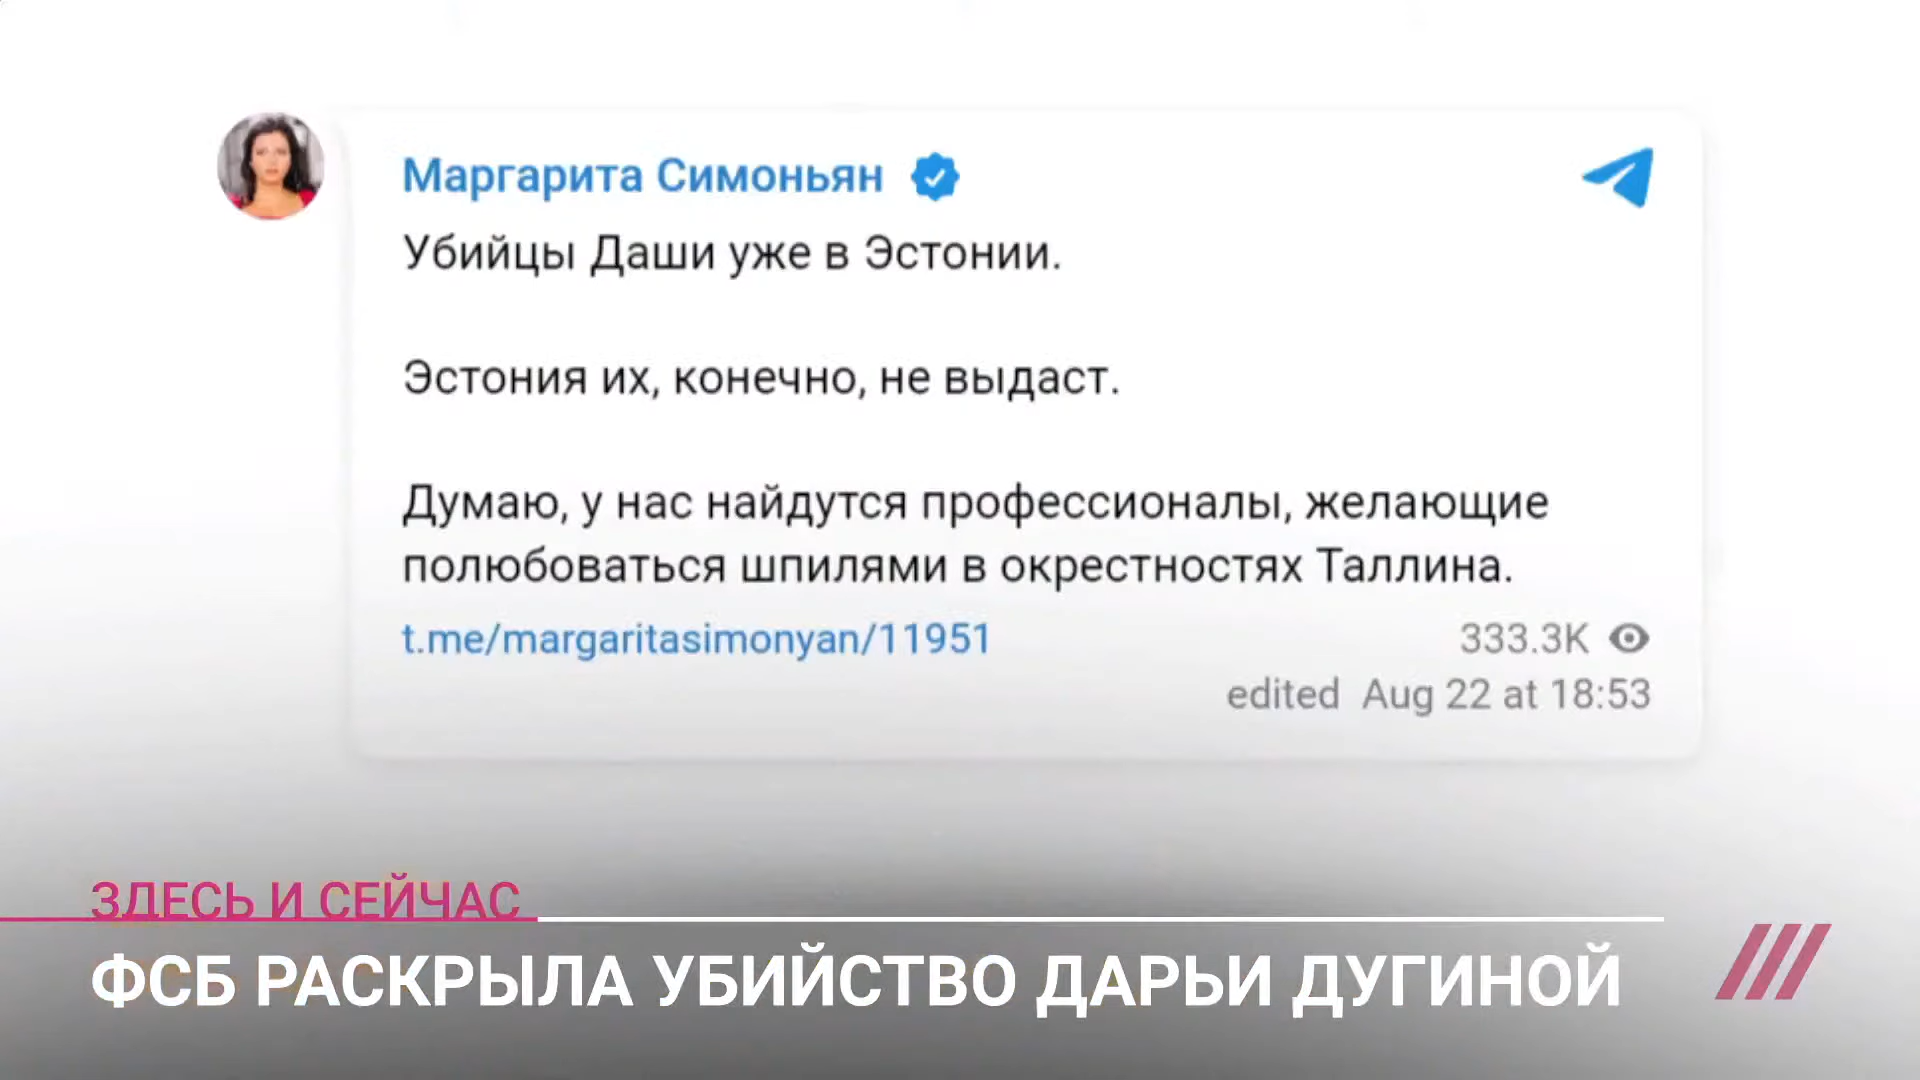 Маргарита Симоньян
Убийцы Даши уже в Эстонии.
Эстония их, конечно, не выдаст.
Думаю, у нас найдутся профессионалы, желающие
полюбоваться шпилями в окрестностях Таллина.
t.me/margaritasimonyan/11951
333.3K
edited Aug 22 at 18:53
ЗДЕСЬ И СЕЙЧАС
ФСБ РАСКРЫЛА УБИЙСТВО ДАРЬИ ДУГИНОЙ